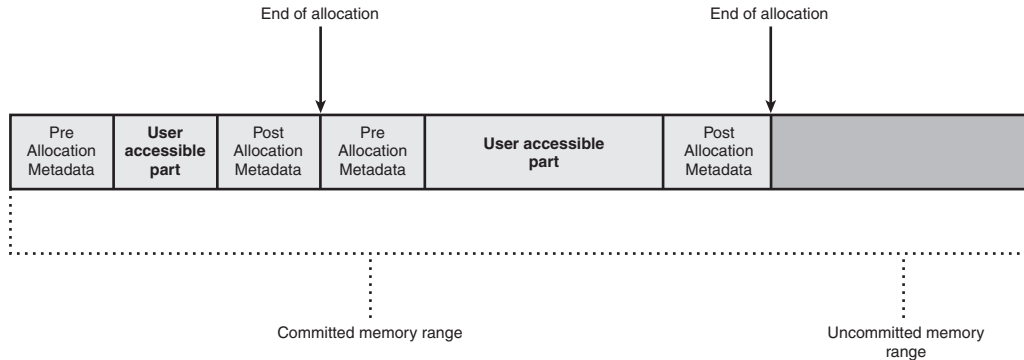 End of allocation
End of allocation
Pre
Allocation
Metadata
User
accessible
part
Post
Allocation
Metadata
Pre
Allocation
Metadata
User accessible
part
Post
Allocation
Metadata
Committed memory range
Uncommitted memory
range